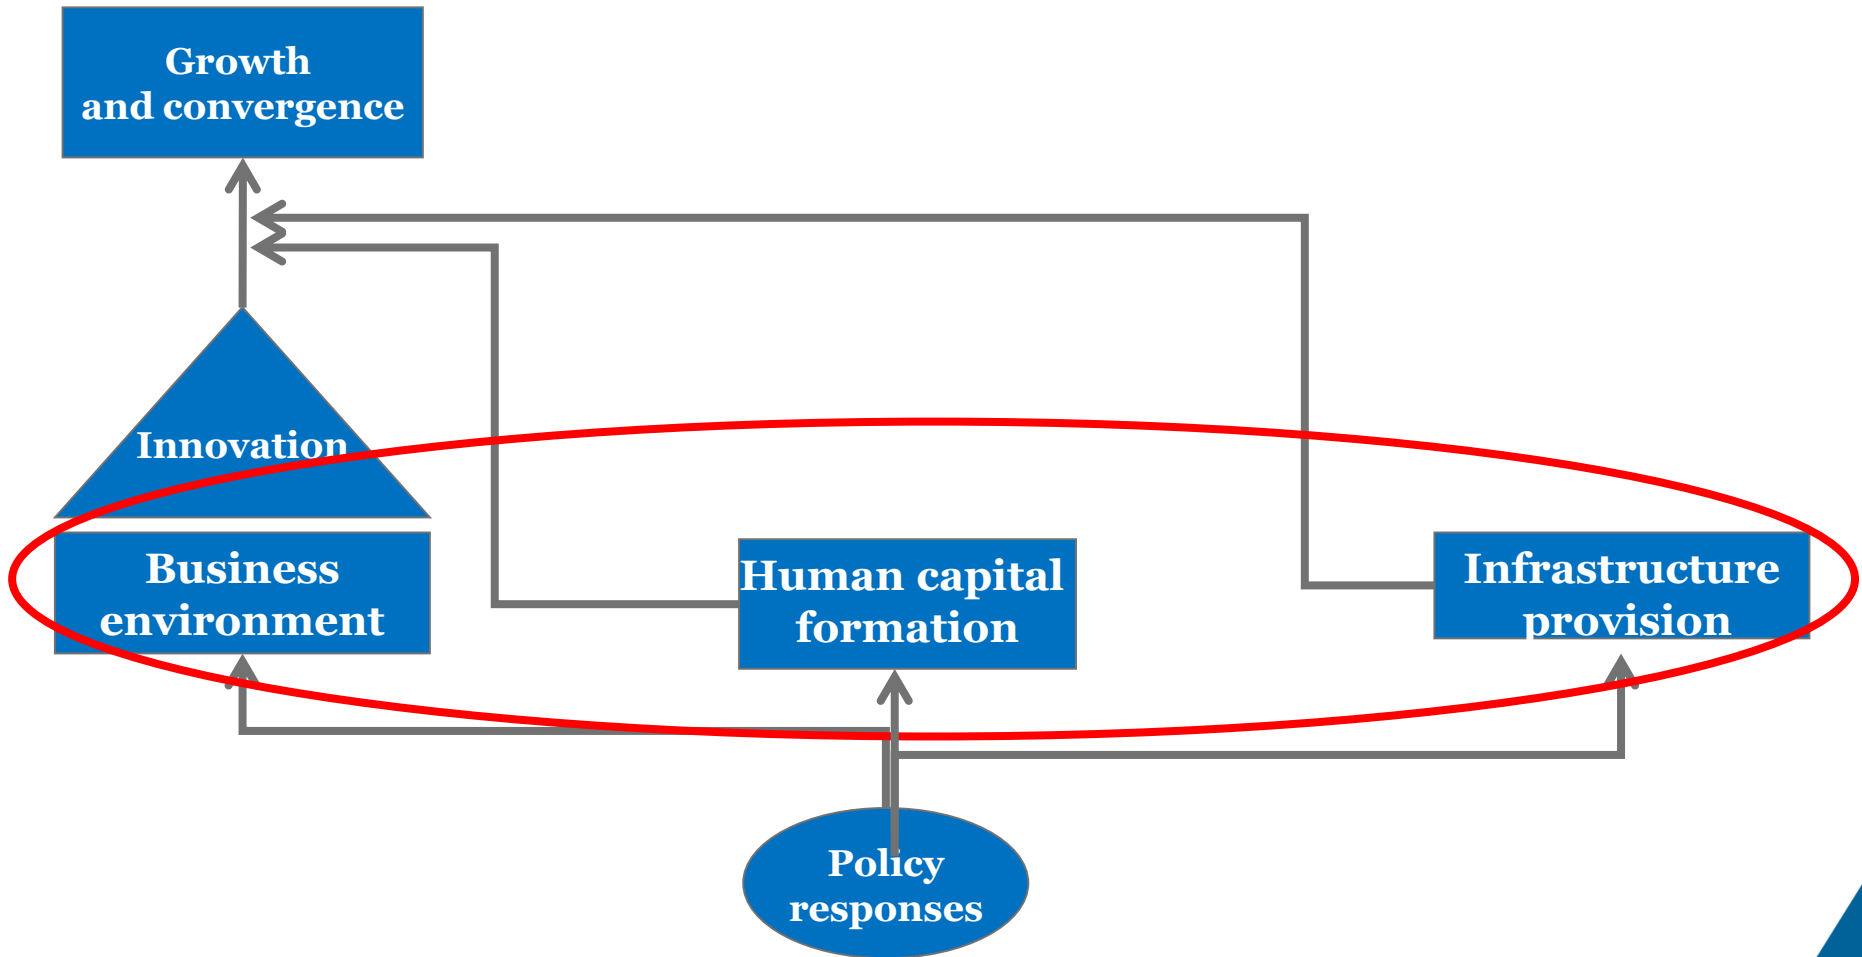 Growth
and convergence
Innovation
Business
environment
Human capital
formation
Infrastructure
provision
Policy
responses